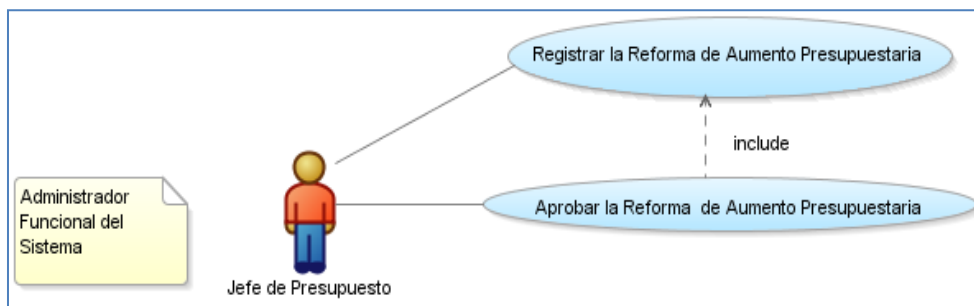 Registrar la Reforma de Aumento Presupuestaria
include
Administrador
Funcional del
Sistema
Aprobar la Reforma de Aumento Presupuestaria
Jefe de Presupuesto